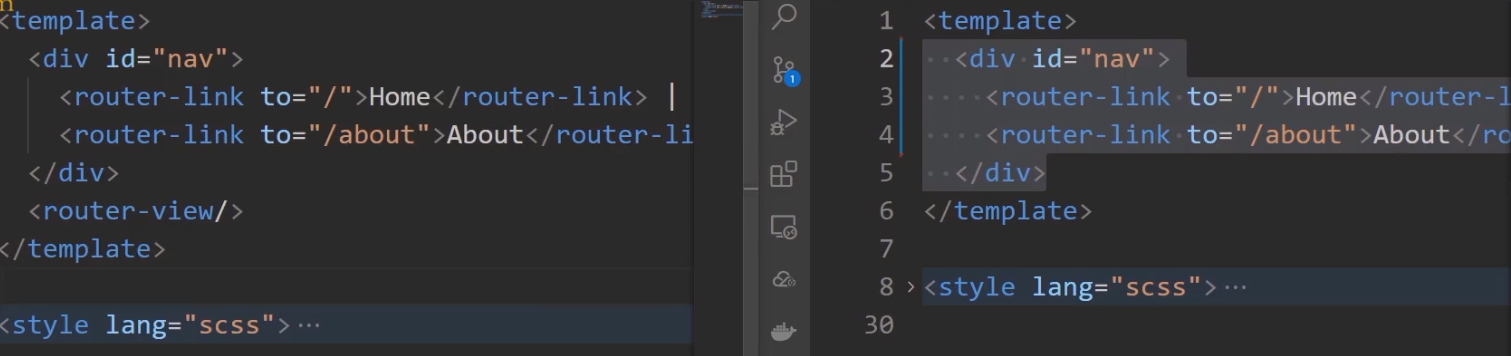 m
<template>
<div id="nav">
<router-link to="/">Home</router-link> |
<router-link to="/about">About</router-li
</div>
<router-view/>
</template>
<style lang="scss">···
1
1 <template>
2 <div id="nav">
3 <router-link to="/">Home</router-l
4 <router-link to="/about">About</ro
5 </div>
6 </template>
7
8 <style lang="scss">···
30